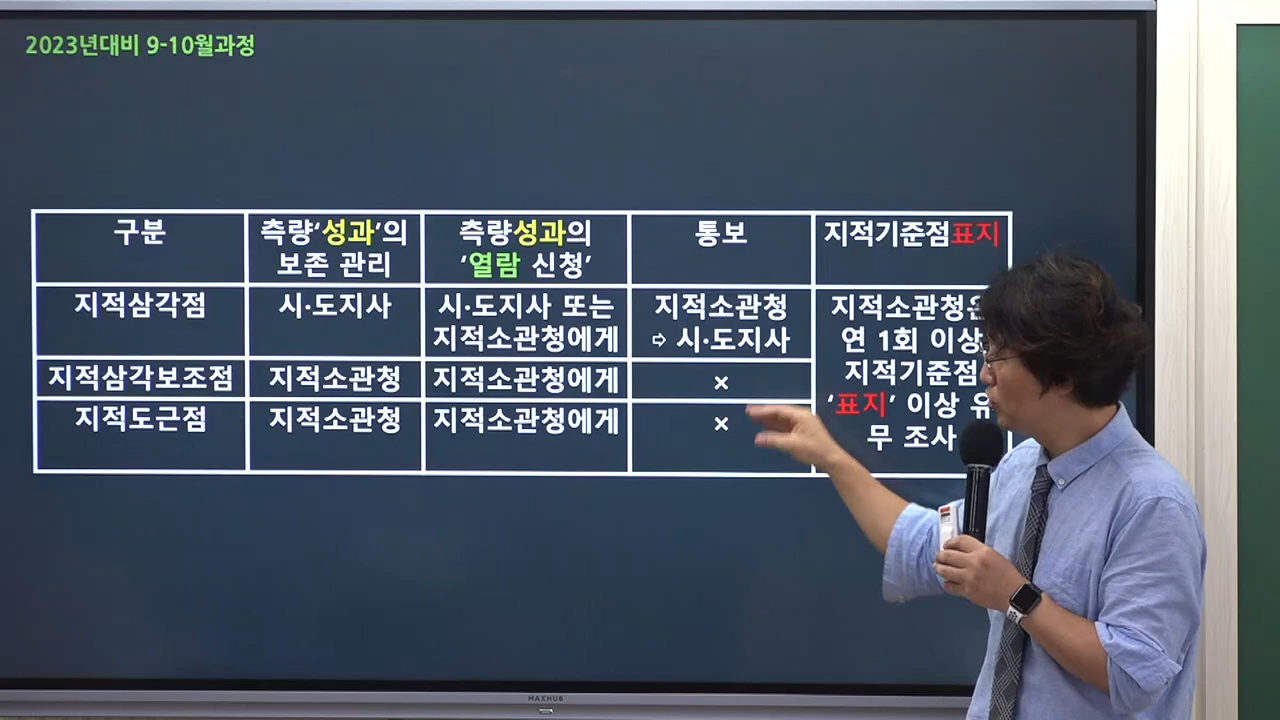 2023년대비 9-10월과정
구분
측량‘성과’의
보존 관리
측량성과의
‘열람 신청’
통보
지적기준점표지
지적삼각점
시·도지사
시·도지사 또는
지적소관청에게
지적소관청
⇨ 시·도지사
지적소관청은
연 1회 이상
지적기준점
‘표지’ 이상 유
무 조사
지적삼각보조점
지적소관청
지적소관청에게
×
지적도근점
지적소관청
지적소관청에게
×
MAXHUB